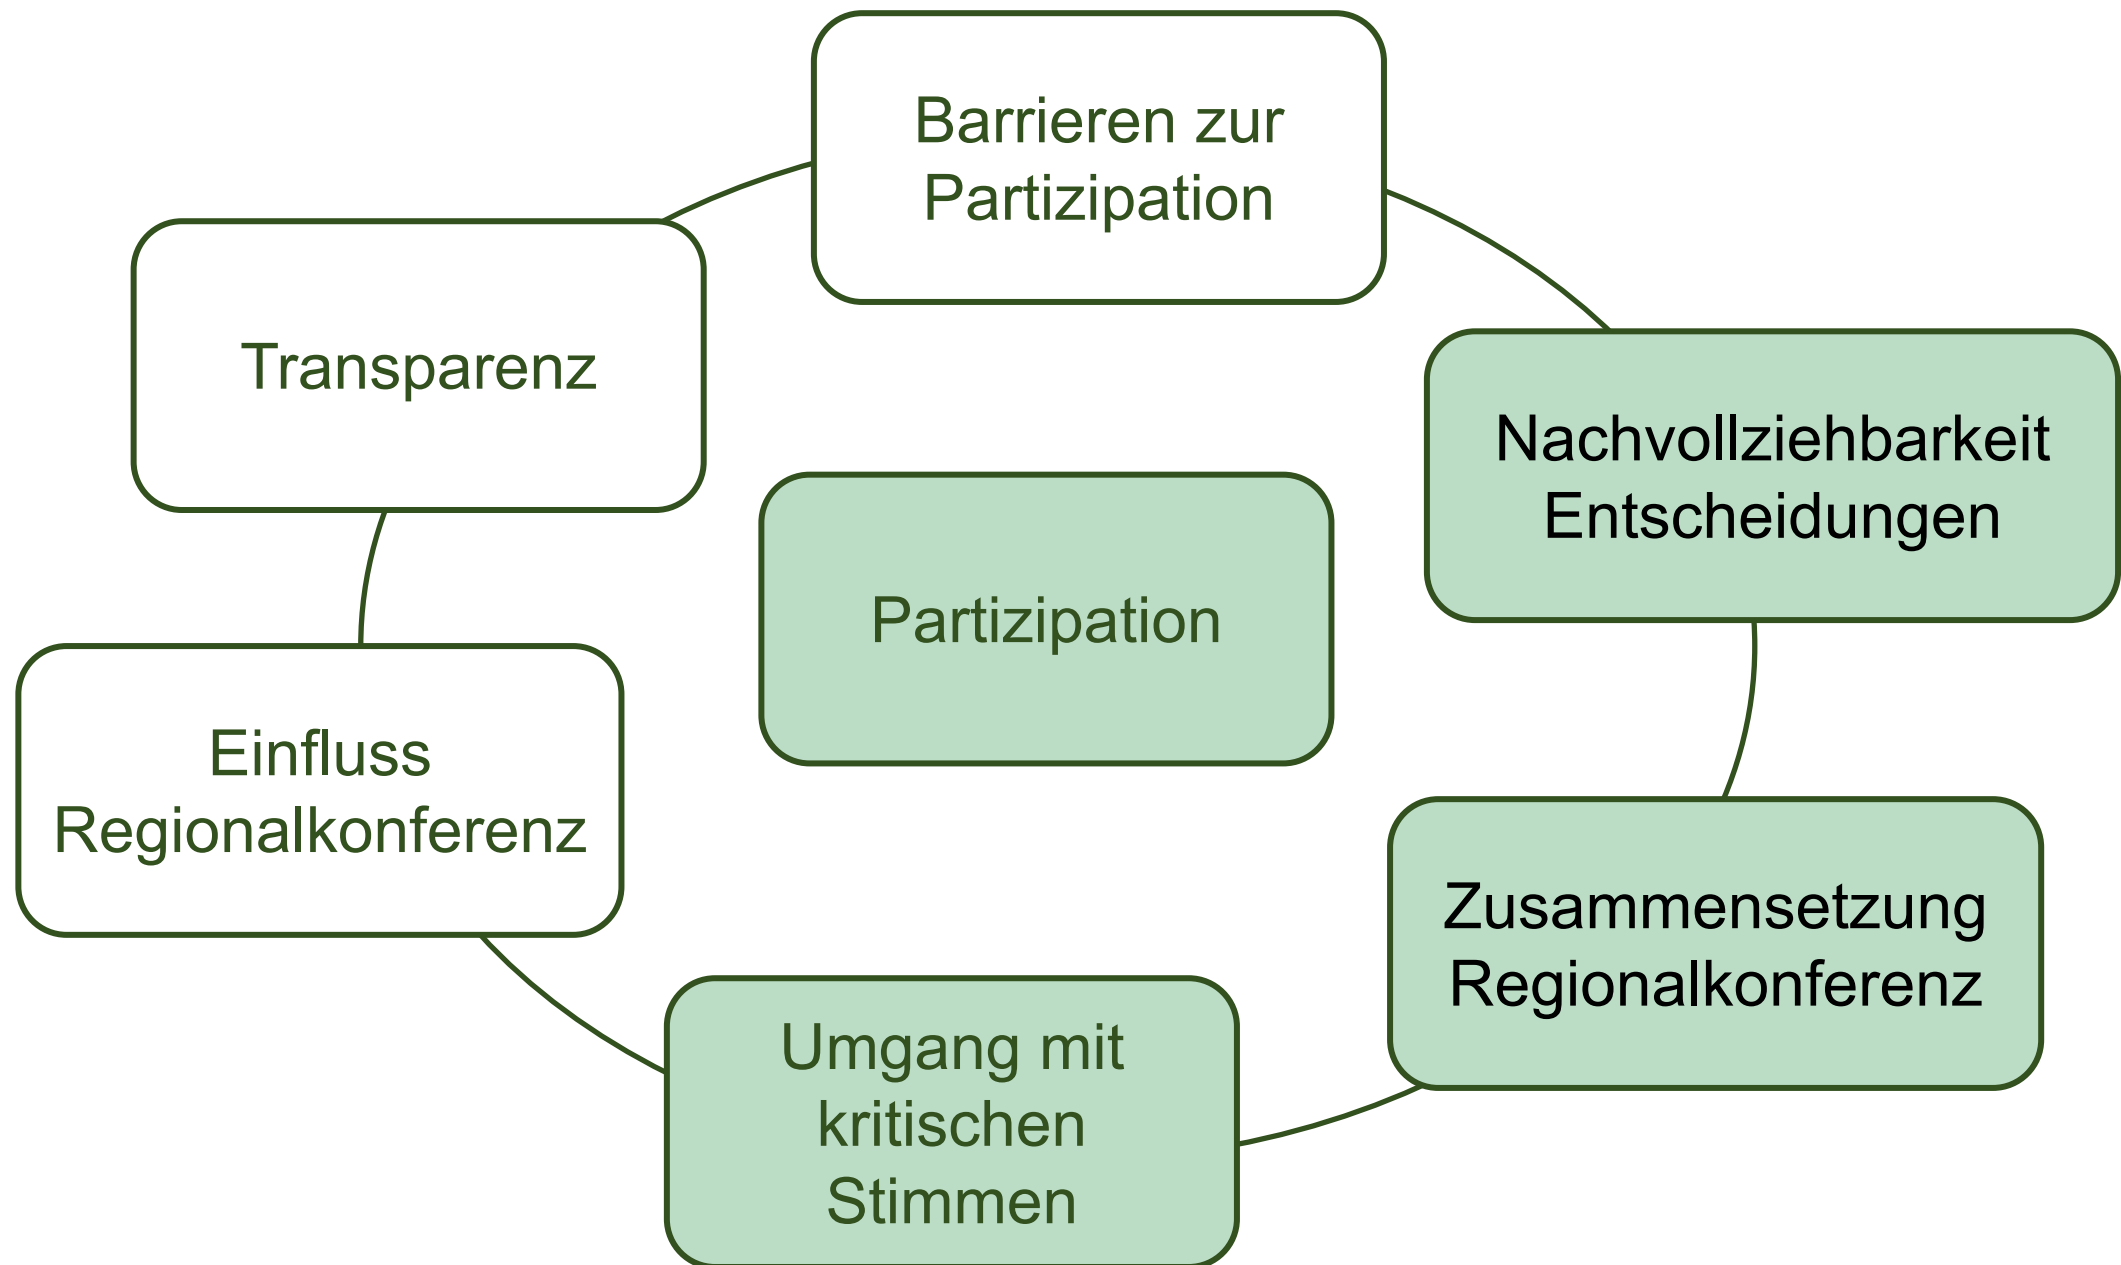 Barrieren zur
Partizipation
Transparenz
Nachvollziehbarkeit
Entscheidungen
Partizipation
Einfluss
Regionalkonferenz
Zusammensetzung
Regionalkonferenz
Umgang mit
kritischen
Stimmen